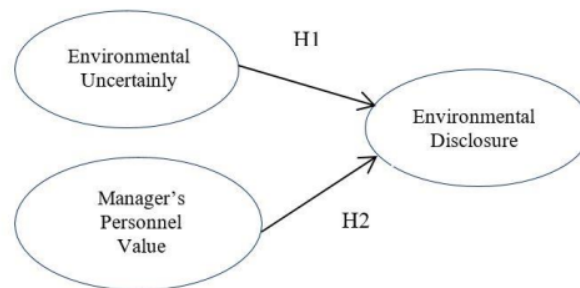 H1
Environmental
Uncertainly
Environmental
Disclosure
Manager's
Personnel
Value
H2